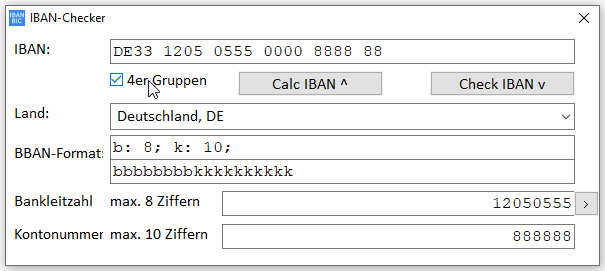 IBAN
BIC
IBAN-Checker
IBAN:
DE33 1205 0555 0000 8888 88
4er Gruppen
Calc IBAN ^
Check IBAN v
Land:
Deutschland, DE
BBAN-Format:
b: 8; k: 10;
bbbbbbbbkkkkkkkkkk
Bankleitzahl max. 8 Ziffern 12050555 >
Kontonummer max. 10 Ziffern 888888